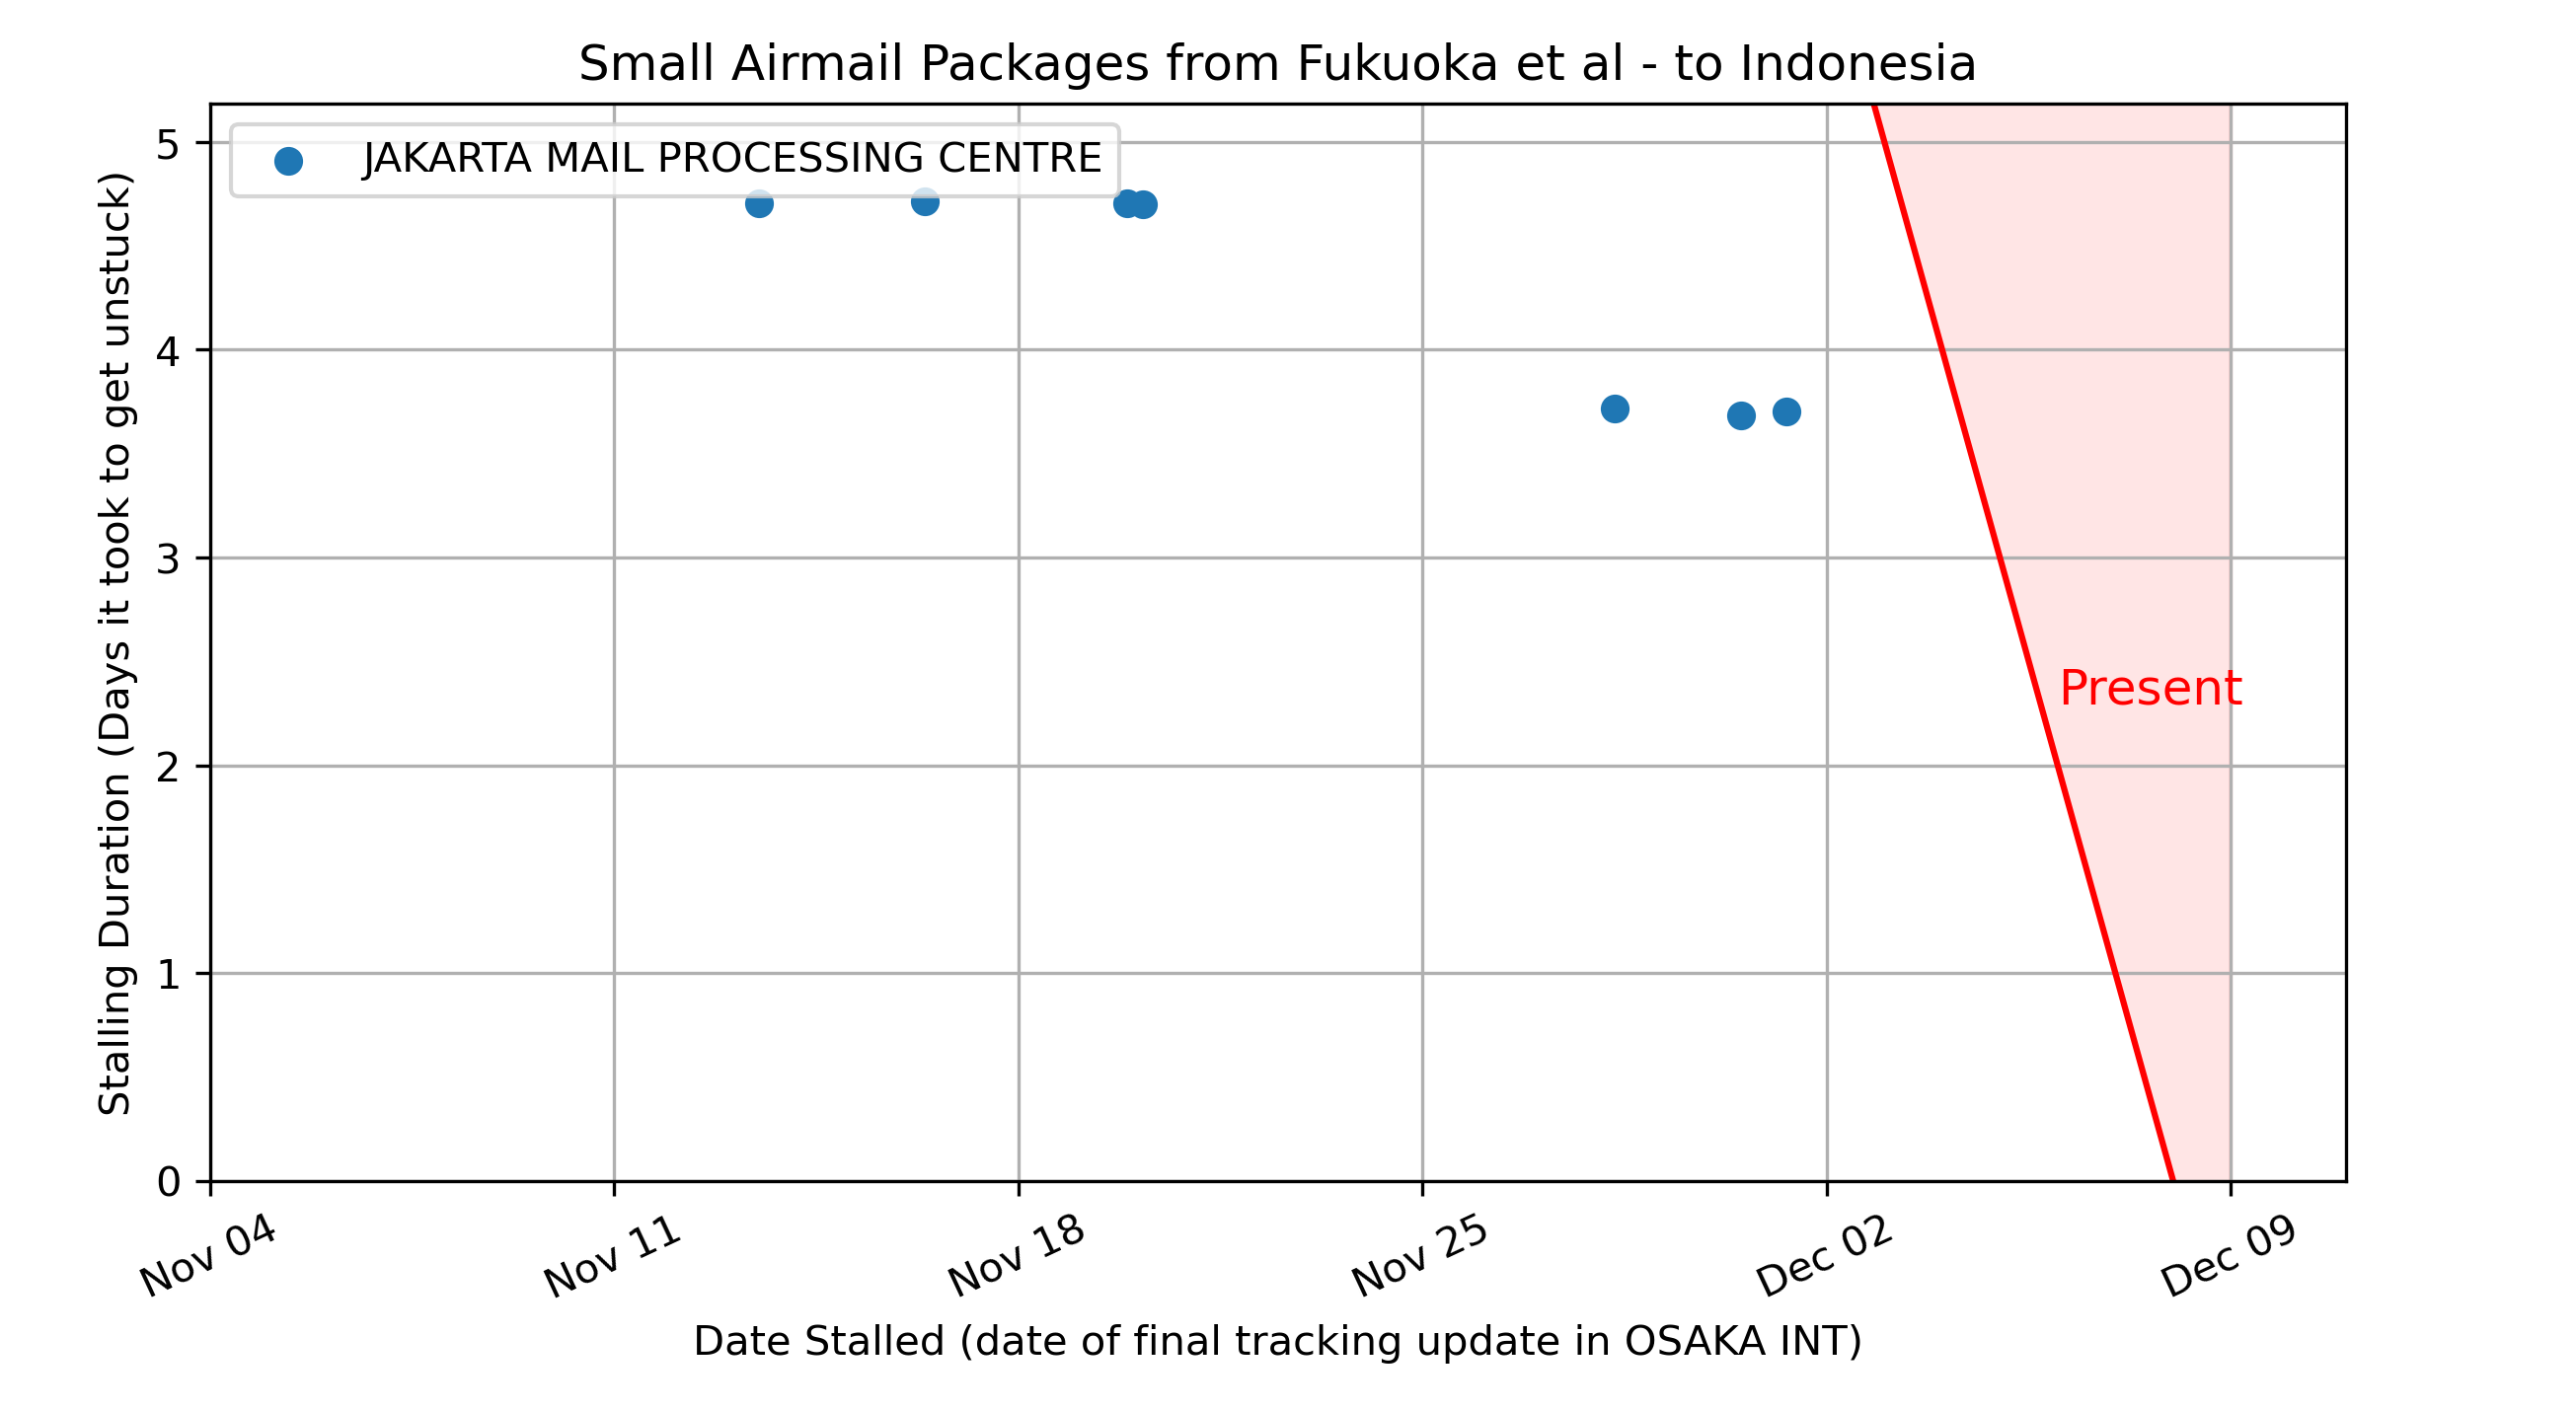 Small Airmail Packages from Fukuoka et al - to Indonesia
JAKARTA MAIL PROCESSING CENTRE
Stalling Duration (Days it took to get unstuck)
5
4
3
2
1
0
Present
Nov 04
Nov 11
Nov 18
Nov 25
Dec 02
Dec 09
Date Stalled (date of final tracking update in OSAKA INT)